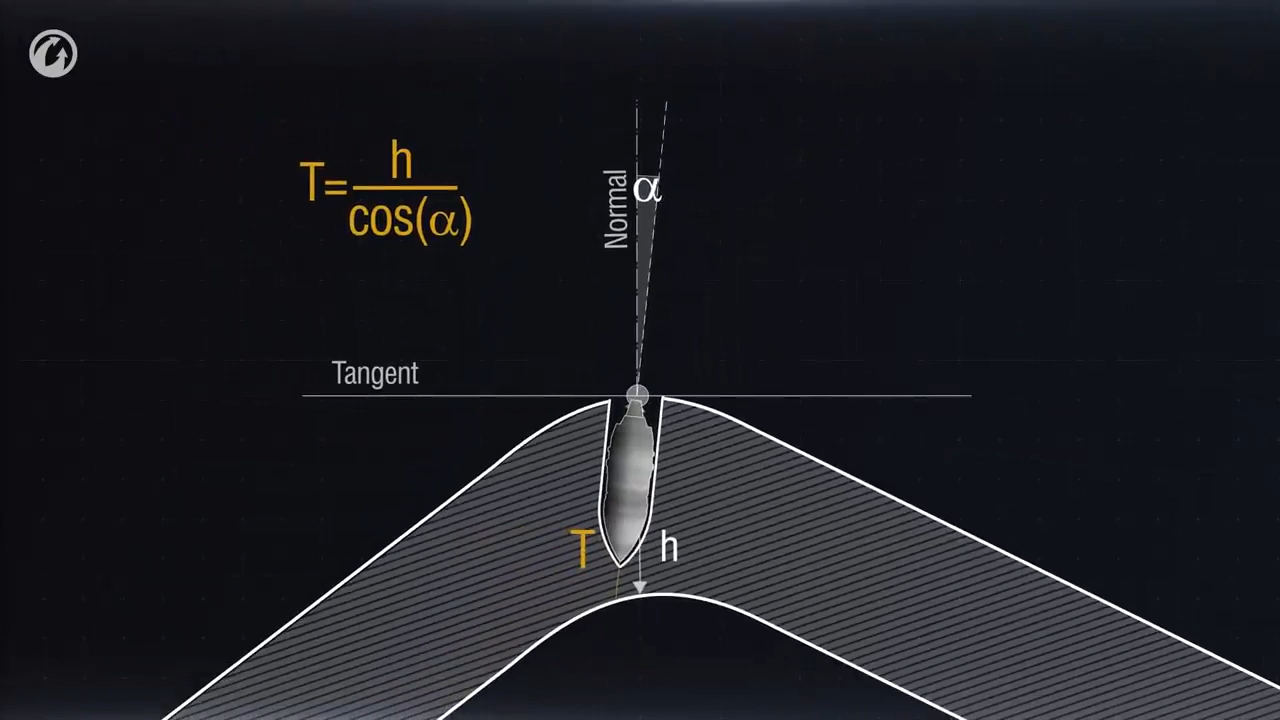 T=h/cos(α)
Normal
α
Tangent
T
h